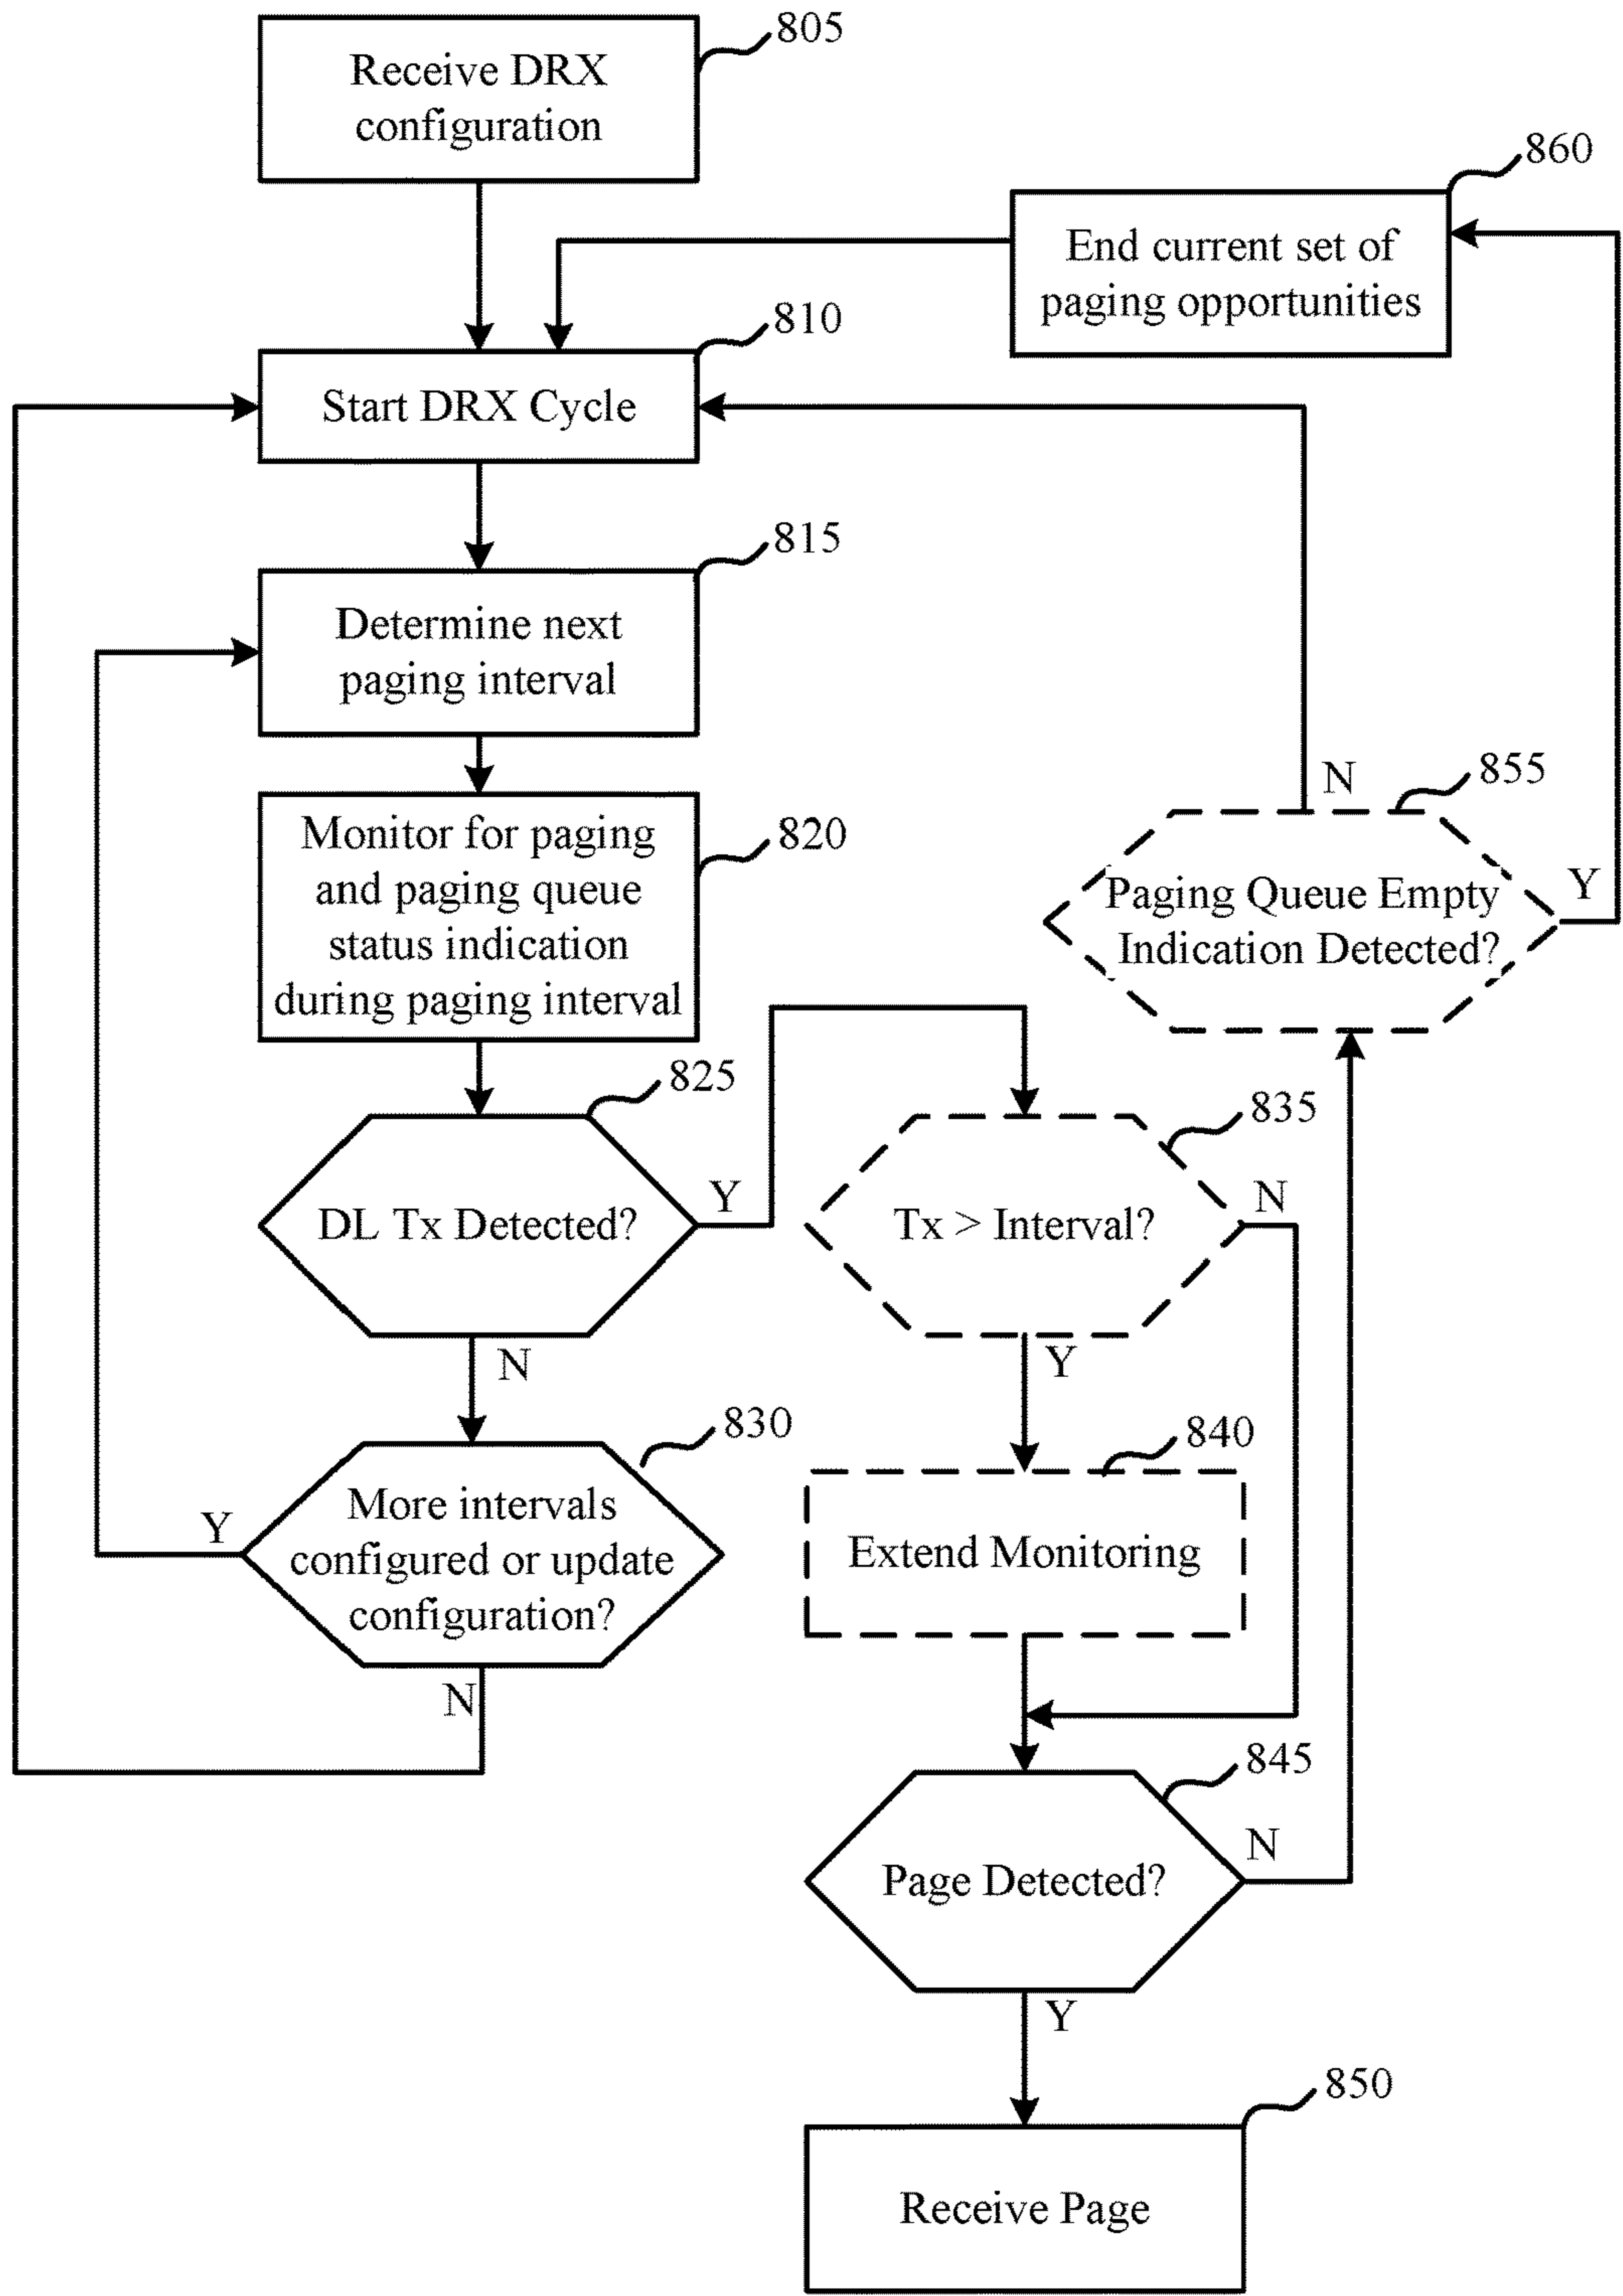 805
Receive DRX
configuration
860
End current set of
paging opportunities
810
Start DRX Cycle
815
Determine next
paging interval
820
Monitor for paging
and paging queue
status indication
during paging interval
855
N
Paging Queue Empty
Indication Detected?
Y
825
DL Tx Detected?
Y
N
835
Tx > Interval?
N
Y
830
More intervals
configured or update
configuration?
Y
N
840
Extend Monitoring
845
Page Detected?
N
Y
850
Receive Page